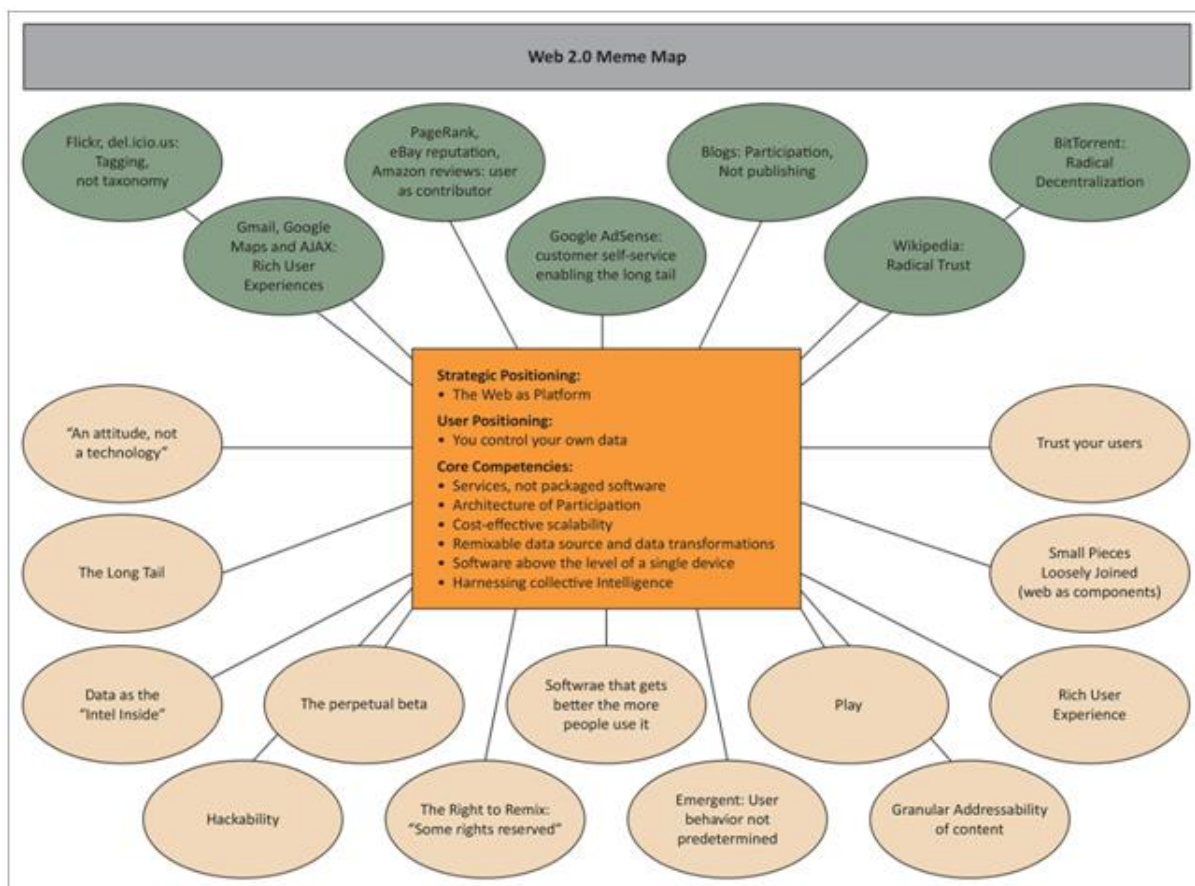 Web 2.0 Meme Map
Flickr, del.icio.us:
Tagging,
not taxonomy
PageRank,
eBay reputation,
Amazon reviews: user
as contributor
Blogs: Participation,
Not publishing
BitTorrent:
Radical
Decentralization
Gmail, Google
Maps and AJAX:
Rich User
Experiences
Google AdSense:
customer self-service
enabling the long tail
Wikipedia:
Radical Trust
Strategic Positioning:
• The Web as Platform
User Positioning:
• You control your own data
Core Competencies:
• Services, not packaged software
• Architecture of Participation
• Cost-effective scalability
• Remixable data source and data transformations
• Software above the level of a single device
• Harnessing collective Intelligence
“An attitude, not
a technology”
Trust your users
The Long Tail
Small Pieces
Loosely Joined
(web as components)
Data as the
“Intel Inside”
The perpetual beta
Softwrae that gets
better the more
people use it
Play
Rich User
Experience
Hackability
The Right to Remix:
“Some rights reserved”
Emergent: User
behavior not
predetermined
Granular Addressability
of content